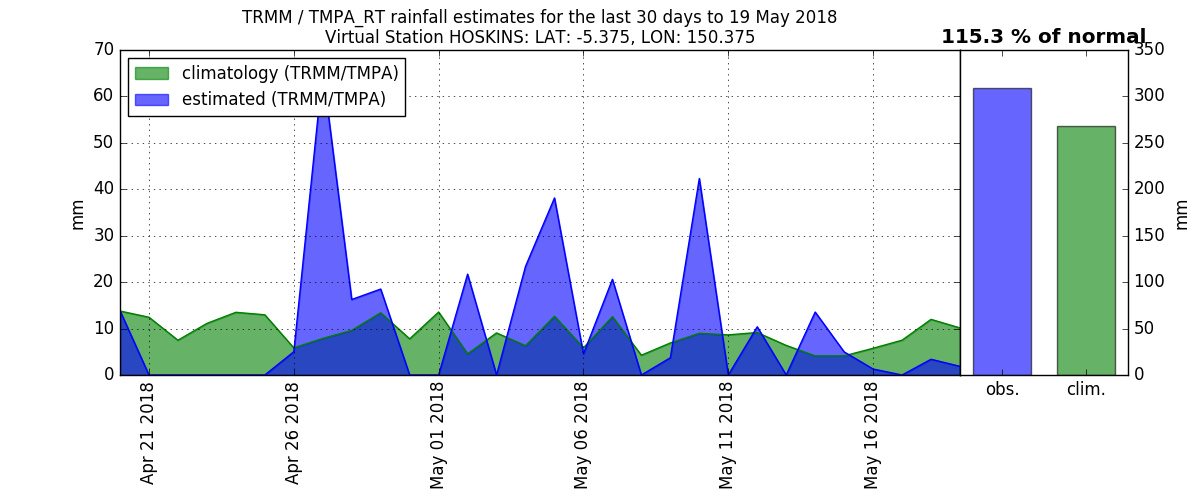 TRMM / TMPA_RT rainfall estimates for the last 30 days to 19 May 2018
Virtual Station HOSKINS: LAT: -5.375, LON: 150.375
115.3 % of normal
climatology (TRMM/TMPA)
estimated (TRMM/TMPA)
70
60
50
40
30
20
10
0
mm
Apr 21 2018
Apr 26 2018
May 01 2018
May 06 2018
May 11 2018
May 16 2018
350
300
250
200
150
100
50
0
mm
obs.
clim.